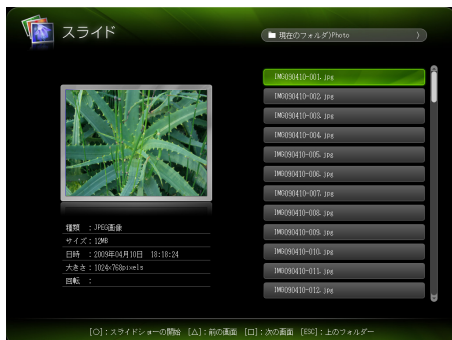 スライド
現在のフォルダ)Photo 〉
IMG090410-001.jpg
IMG090410-002.jpg
IMG090410-003.jpg
IMG090410-004.jpg
IMG090410-005.jpg
IMG090410-006.jpg
IMG090410-007.jpg
IMG090410-008.jpg
IMG090410-009.jpg
IMG090410-010.jpg
IMG090410-011.jpg
IMG090410-012.jpg
種類 :JPEG画像
サイズ:12MB
日時 :2009年04月10日 18:18:24
大きさ:1024x768pixels
回転 :
[○]:スライドショーの開始 [△]:前の画面 [□]:次の画面 [ESC]:上のフォルダー